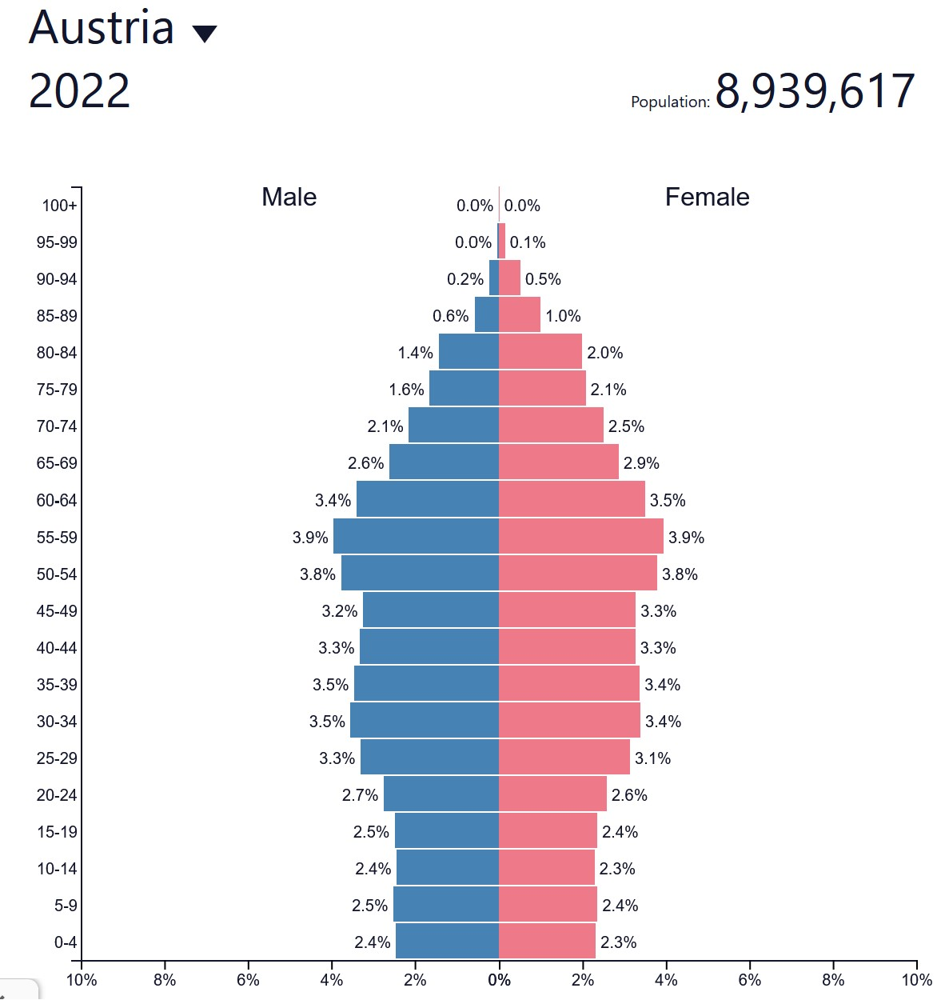 Austria
2022
Population: 8,939,617
Male Female
100+ 0.0% 0.0%
95-99 0.0% 0.1%
90-94 0.2% 0.5%
85-89 0.6% 1.0%
80-84 1.4% 2.0%
75-79 1.6% 2.1%
70-74 2.1% 2.5%
65-69 2.6% 2.9%
60-64 3.4% 3.5%
55-59 3.9% 3.9%
50-54 3.8% 3.8%
45-49 3.2% 3.3%
40-44 3.3% 3.3%
35-39 3.5% 3.4%
30-34 3.5% 3.4%
25-29 3.3% 3.1%
20-24 2.7% 2.6%
15-19 2.5% 2.4%
10-14 2.4% 2.3%
5-9 2.5% 2.4%
0-4 2.4% 2.3%
10% 8% 6% 4% 2% 0% 2% 4% 6% 8% 10%